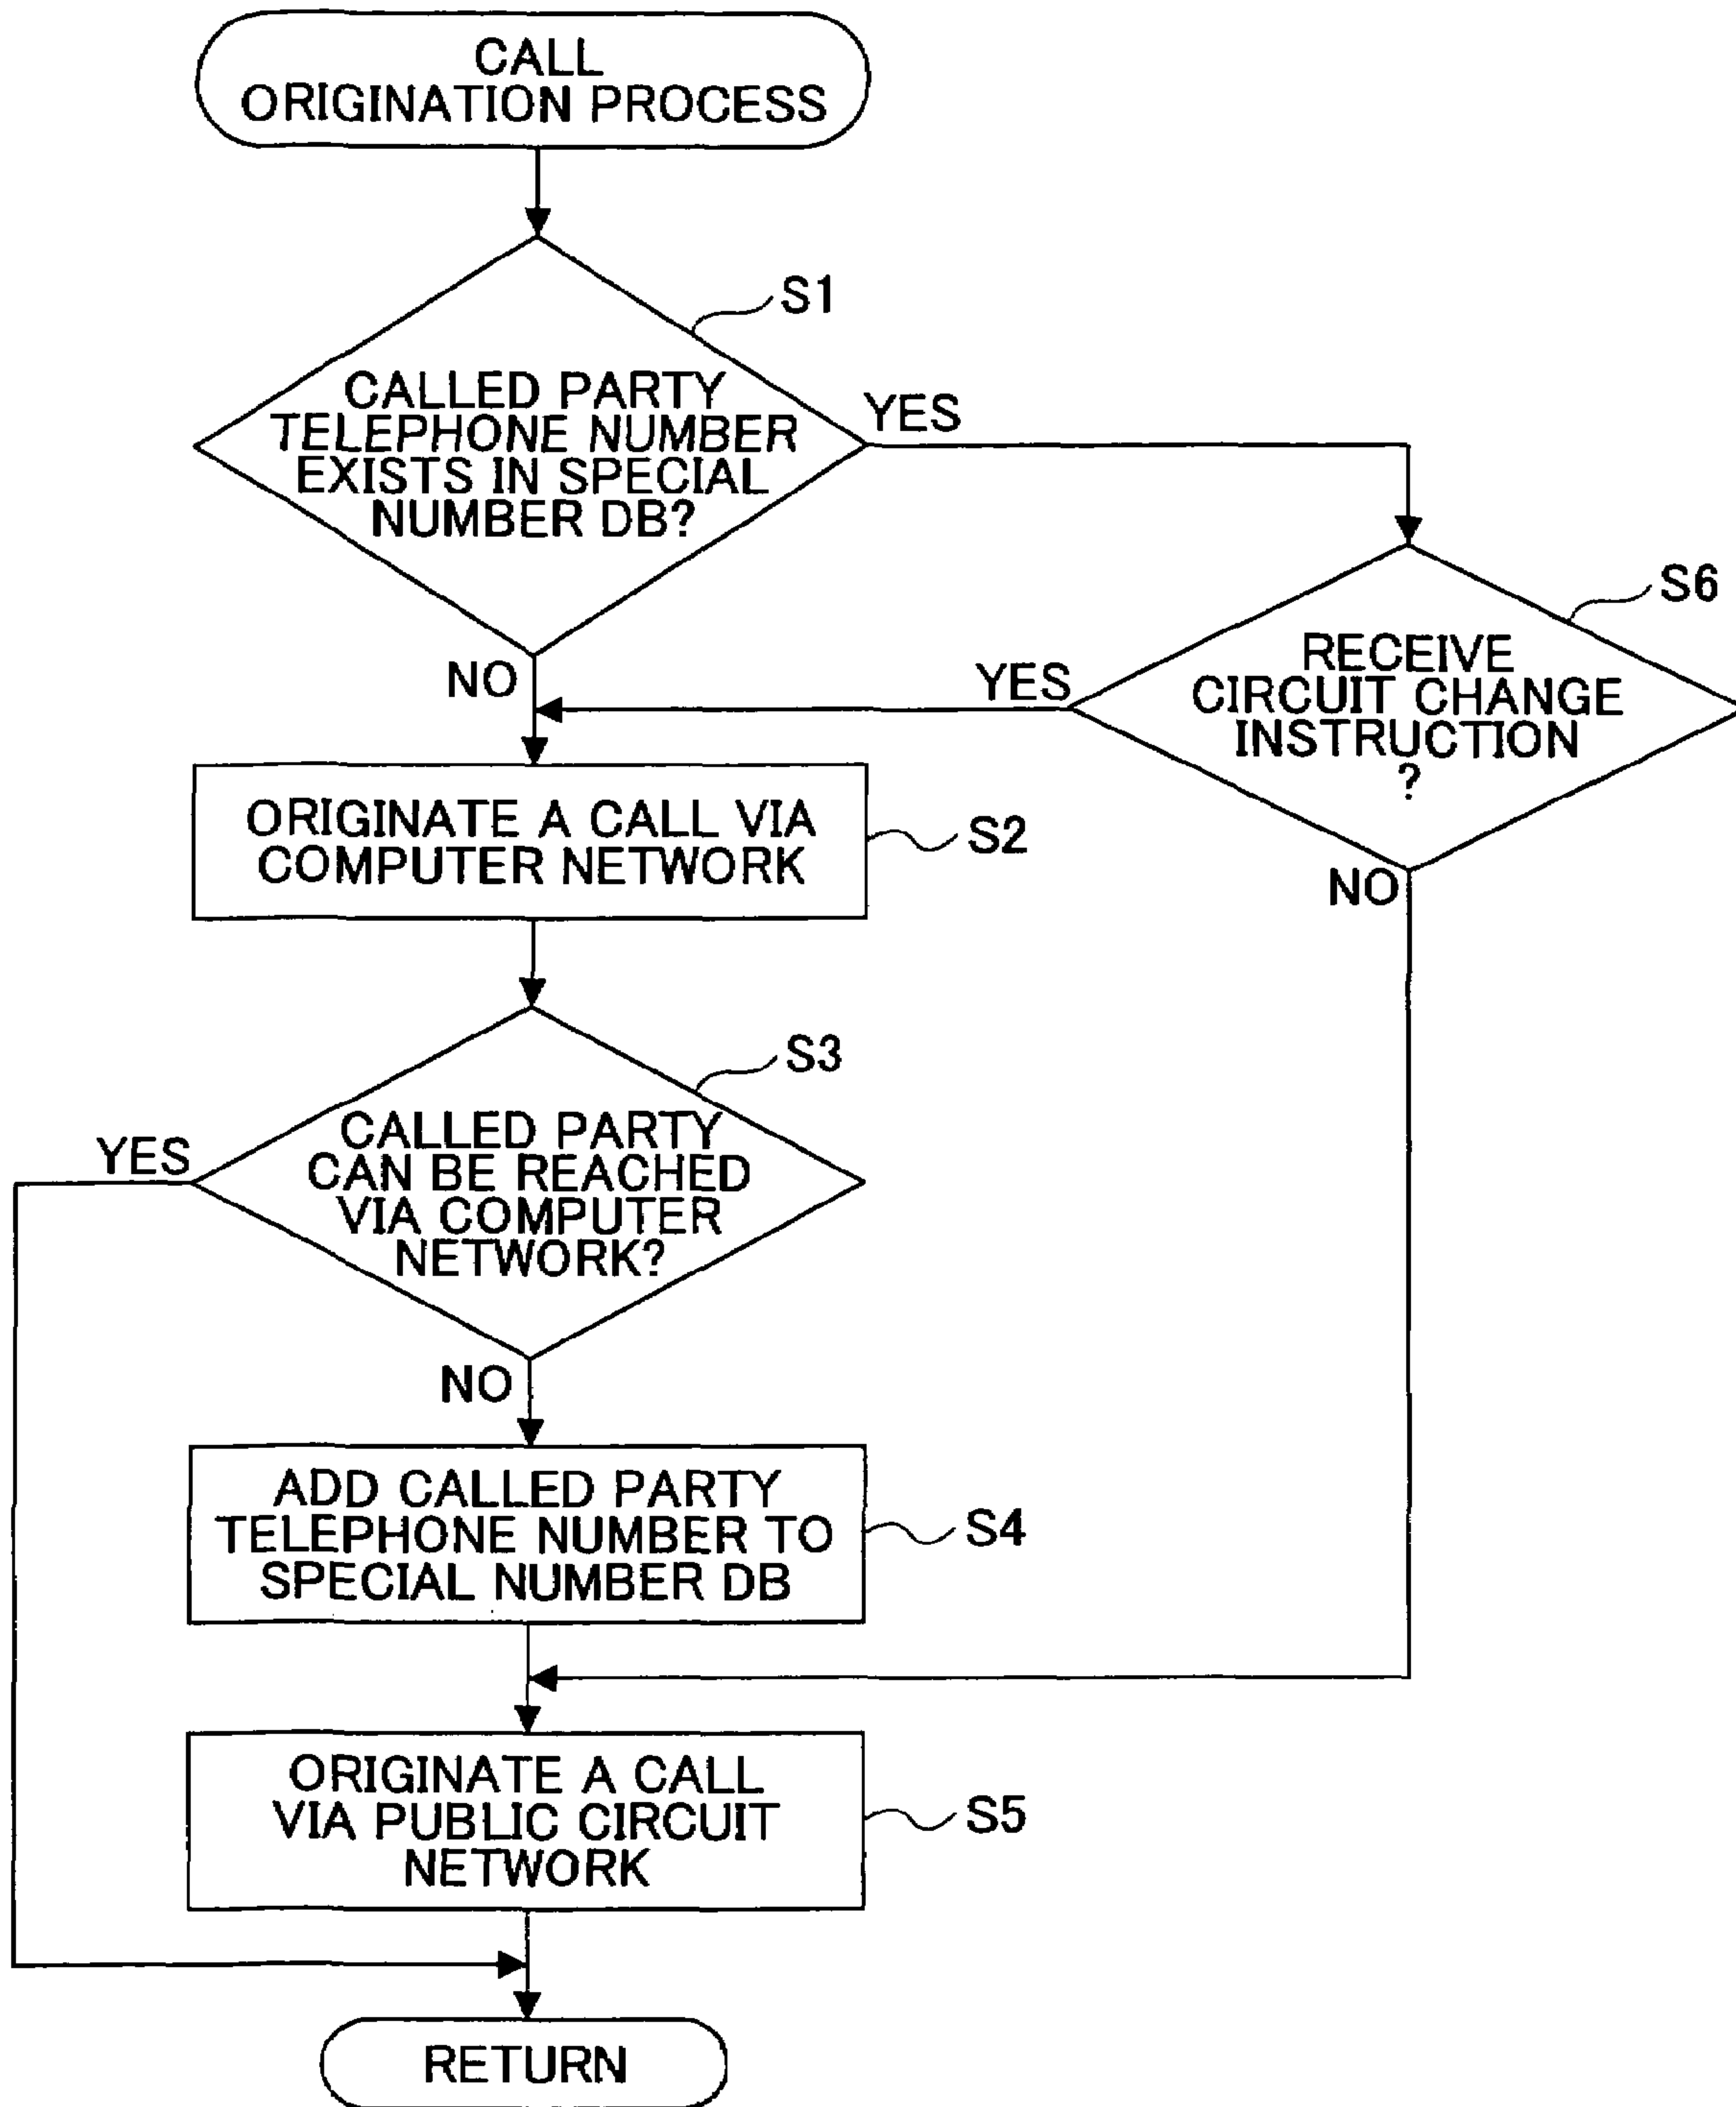 CALL
ORIGINATION PROCESS
S1
CALLED PARTY
TELEPHONE NUMBER
EXISTS IN SPECIAL
NUMBER DB?
YES
NO
S6
RECEIVE
CIRCUIT CHANGE
INSTRUCTION
?
YES
NO
ORIGINATE A CALL VIA
COMPUTER NETWORK
S2
S3
CALLED PARTY
CAN BE REACHED
VIA COMPUTER
NETWORK?
YES
NO
ADD CALLED PARTY
TELEPHONE NUMBER TO
SPECIAL NUMBER DB
S4
ORIGINATE A CALL
VIA PUBLIC CIRCUIT
NETWORK
S5
RETURN